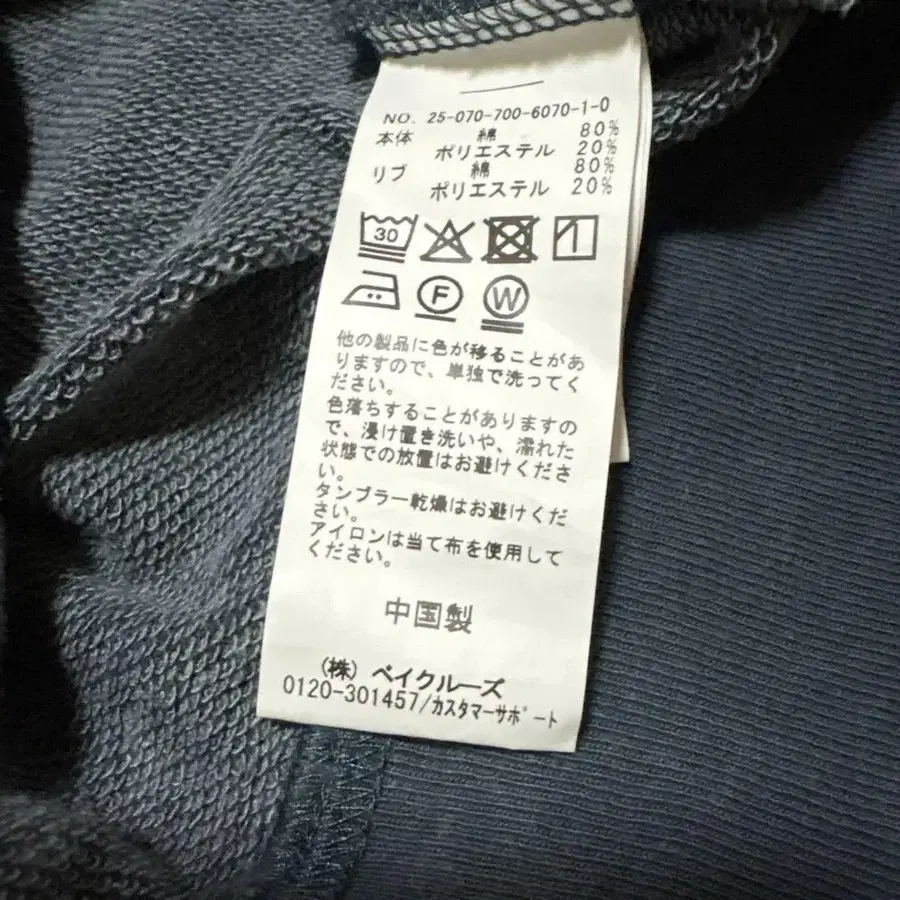 NO. 25-070-700-6070-1-0
本体 綿 80%
ポリエステル 20%
リブ 綿 80%
ポリエステル 20%
30
F W
他の製品に色が移ることがあ
りますので、単独で洗ってく
ださい。
色落ちすることがありますの
で、浸け置き洗いや、濡れた
状態での放置はお避けくださ
い。
タンブラー乾燥はお避けくだ
さい。
アイロンは当て布を使用して
ください。
中国製
(株) ベイクルーズ
0120-301457/カスタマーサポート